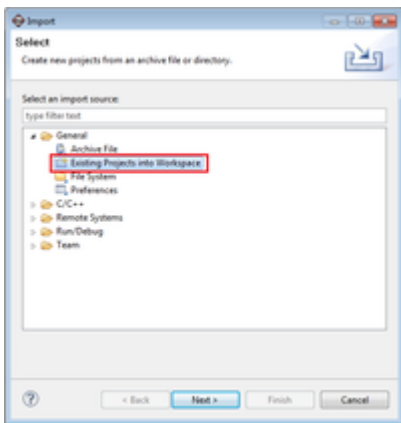 Import
Select
Create new projects from an archive file or directory.
Select an import source:
type filter text
General
Archive File
Existing Projects into Workspace
File System
Preferences
C/C++
Remote Systems
Run/Debug
Team
? < Back Next > Finish Cancel